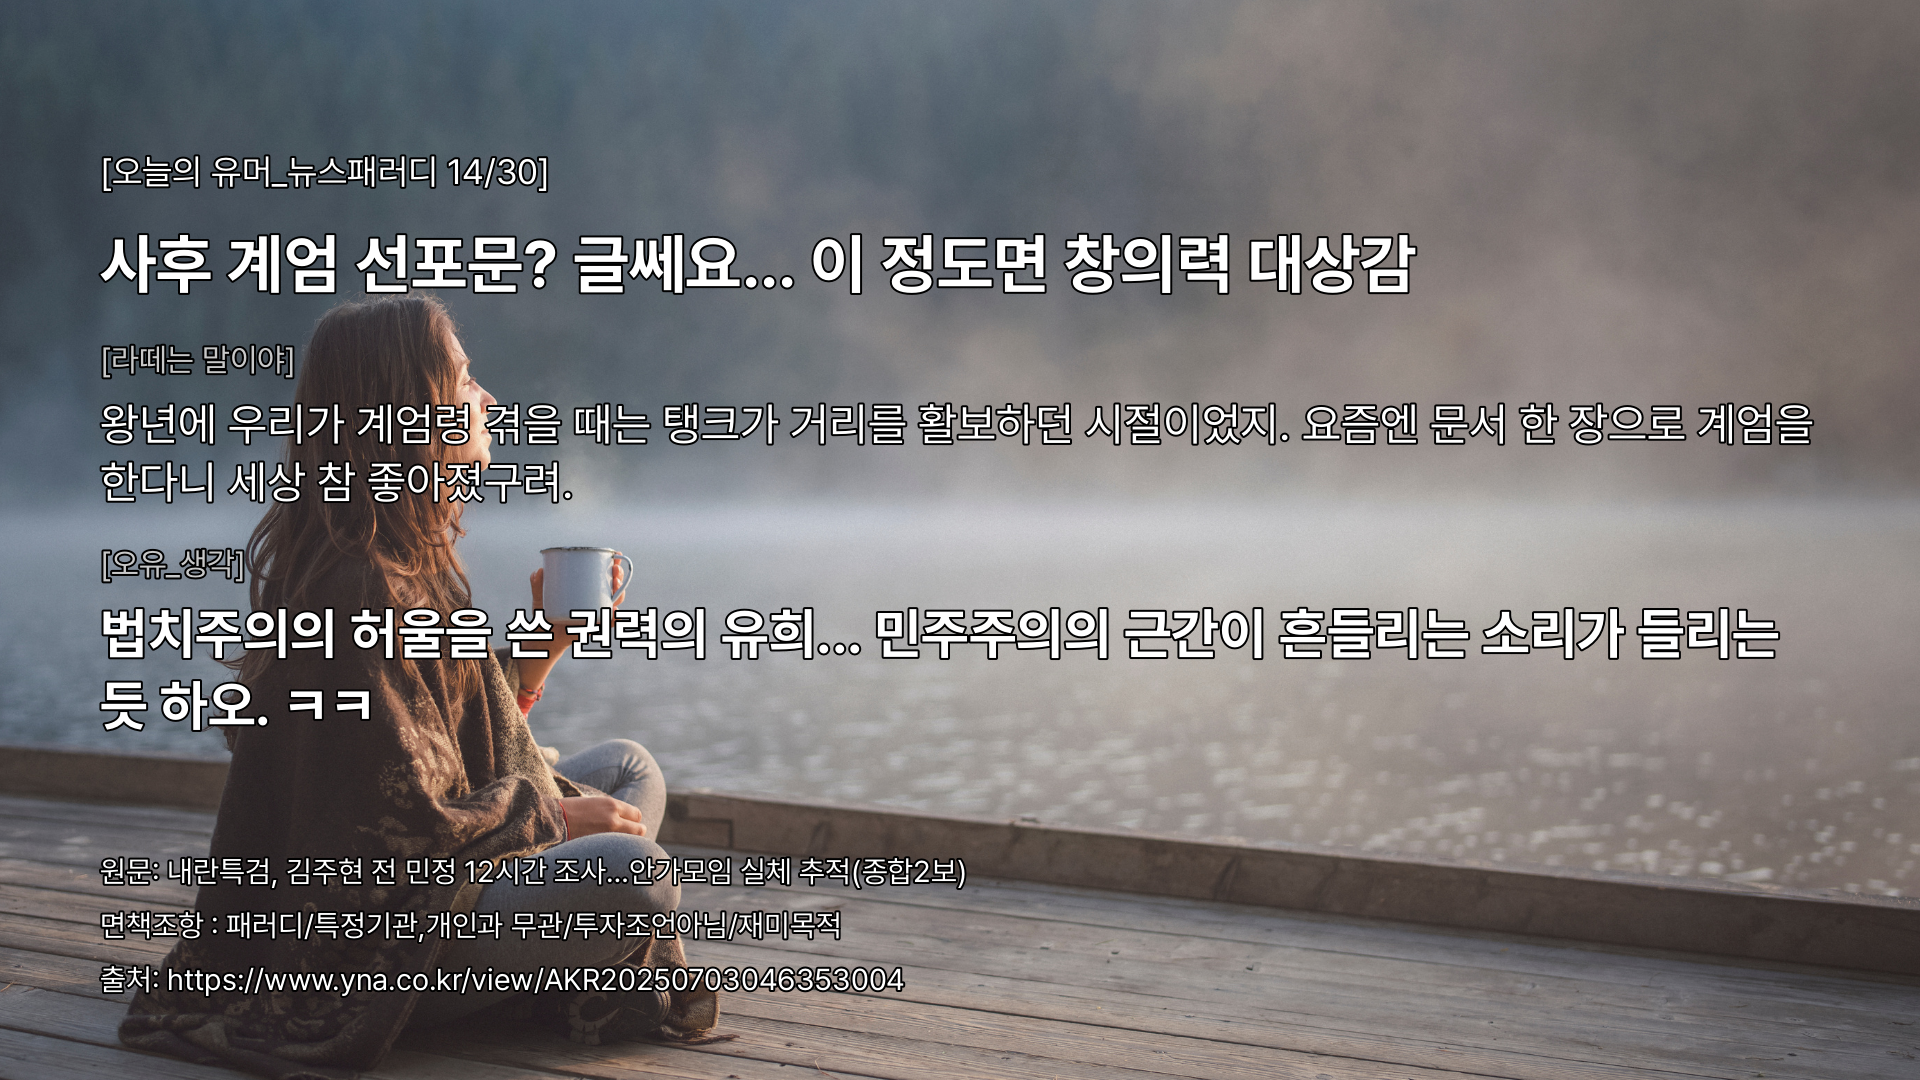 [오늘의 유머_뉴스패러디 14/30]
사후 계엄 선포문? 글쎄요... 이 정도면 창의력 대상감
[라떼는 말이야]
왕년에 우리가 계엄령 겪을 때는 탱크가 거리를 활보하던 시절이었지. 요즘엔 문서 한 장으로 계엄을
한다니 세상 참 좋아졌구려.
[오유_생각]
법치주의의 허울을 쓴 권력의 유희... 민주주의의 근간이 흔들리는 소리가 들리는
듯 하오. ㅋㅋ
원문: 내란특검, 김주현 전 민정 12시간 조사...안가모임 실체 추적(종합2보)
면책조항 : 패러디/특정기관,개인과 무관/투자조언아님/재미목적
출처: https://www.yna.co.kr/view/AKR20250703046353004